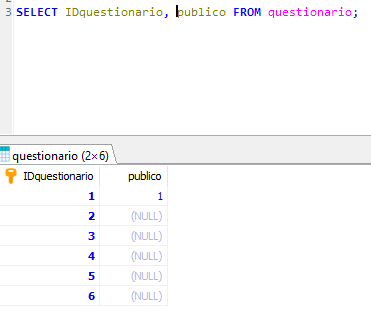 3 SELECT IDquestionario, publico FROM questionario;
questionario (2×6)
IDquestionario publico
1 1
2 (NULL)
3 (NULL)
4 (NULL)
5 (NULL)
6 (NULL)